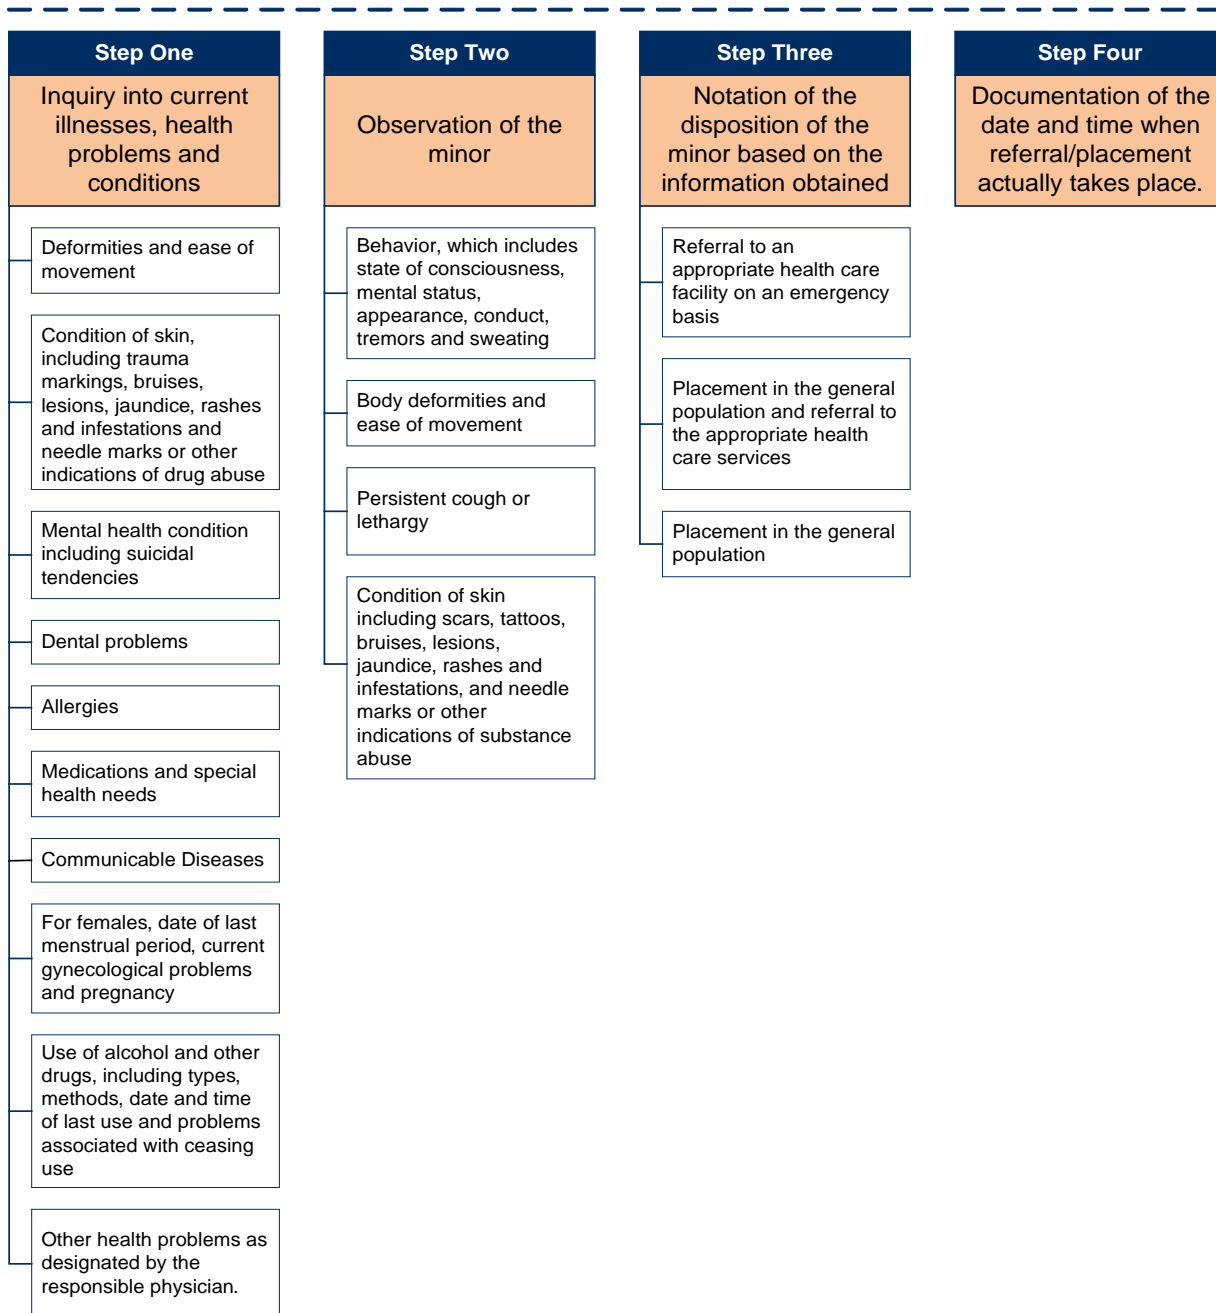 Step One
Inquiry into current
illnesses, health
problems and
conditions
Deformities and ease of
movement
Condition of skin,
including trauma
markings, bruises,
lesions, jaundice, rashes
and infestations and
needle marks or other
indications of drug abuse
Mental health condition
including suicidal
tendencies
Dental problems
Allergies
Medications and special
health needs
Communicable Diseases
For females, date of last
menstrual period, current
gynecological problems
and pregnancy
Use of alcohol and other
drugs, including types,
methods, date and time
of last use and problems
associated with ceasing
use
Other health problems as
designated by the
responsible physician.
Step Two
Observation of the
minor
Behavior, which includes
state of consciousness,
mental status,
appearance, conduct,
tremors and sweating
Body deformities and
ease of movement
Persistent cough or
lethargy
Condition of skin
including scars, tattoos,
bruises, lesions,
jaundice, rashes and
infestations, and needle
marks or other
indications of substance
abuse
Step Three
Notation of the
disposition of the
minor based on the
information obtained
Referral to an
appropriate health care
facility on an emergency
basis
Placement in the general
population and referral to
the appropriate health
care services
Placement in the general
population
Step Four
Documentation of the
date and time when
referral/placement
actually takes place.